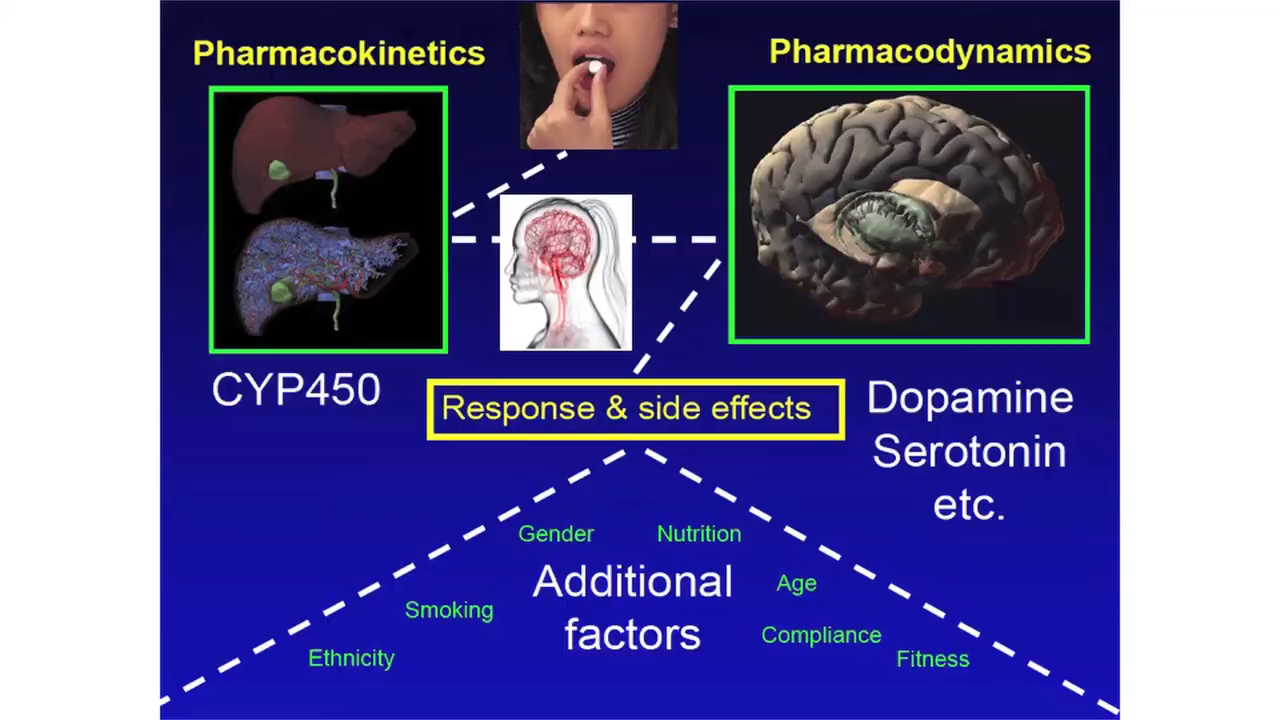 Pharmacokinetics
Pharmacodynamics
CYP450
Response & side effects
Dopamine
Serotonin
etc.
Gender
Nutrition
Additional
factors
Age
Smoking
Compliance
Ethnicity
Fitness